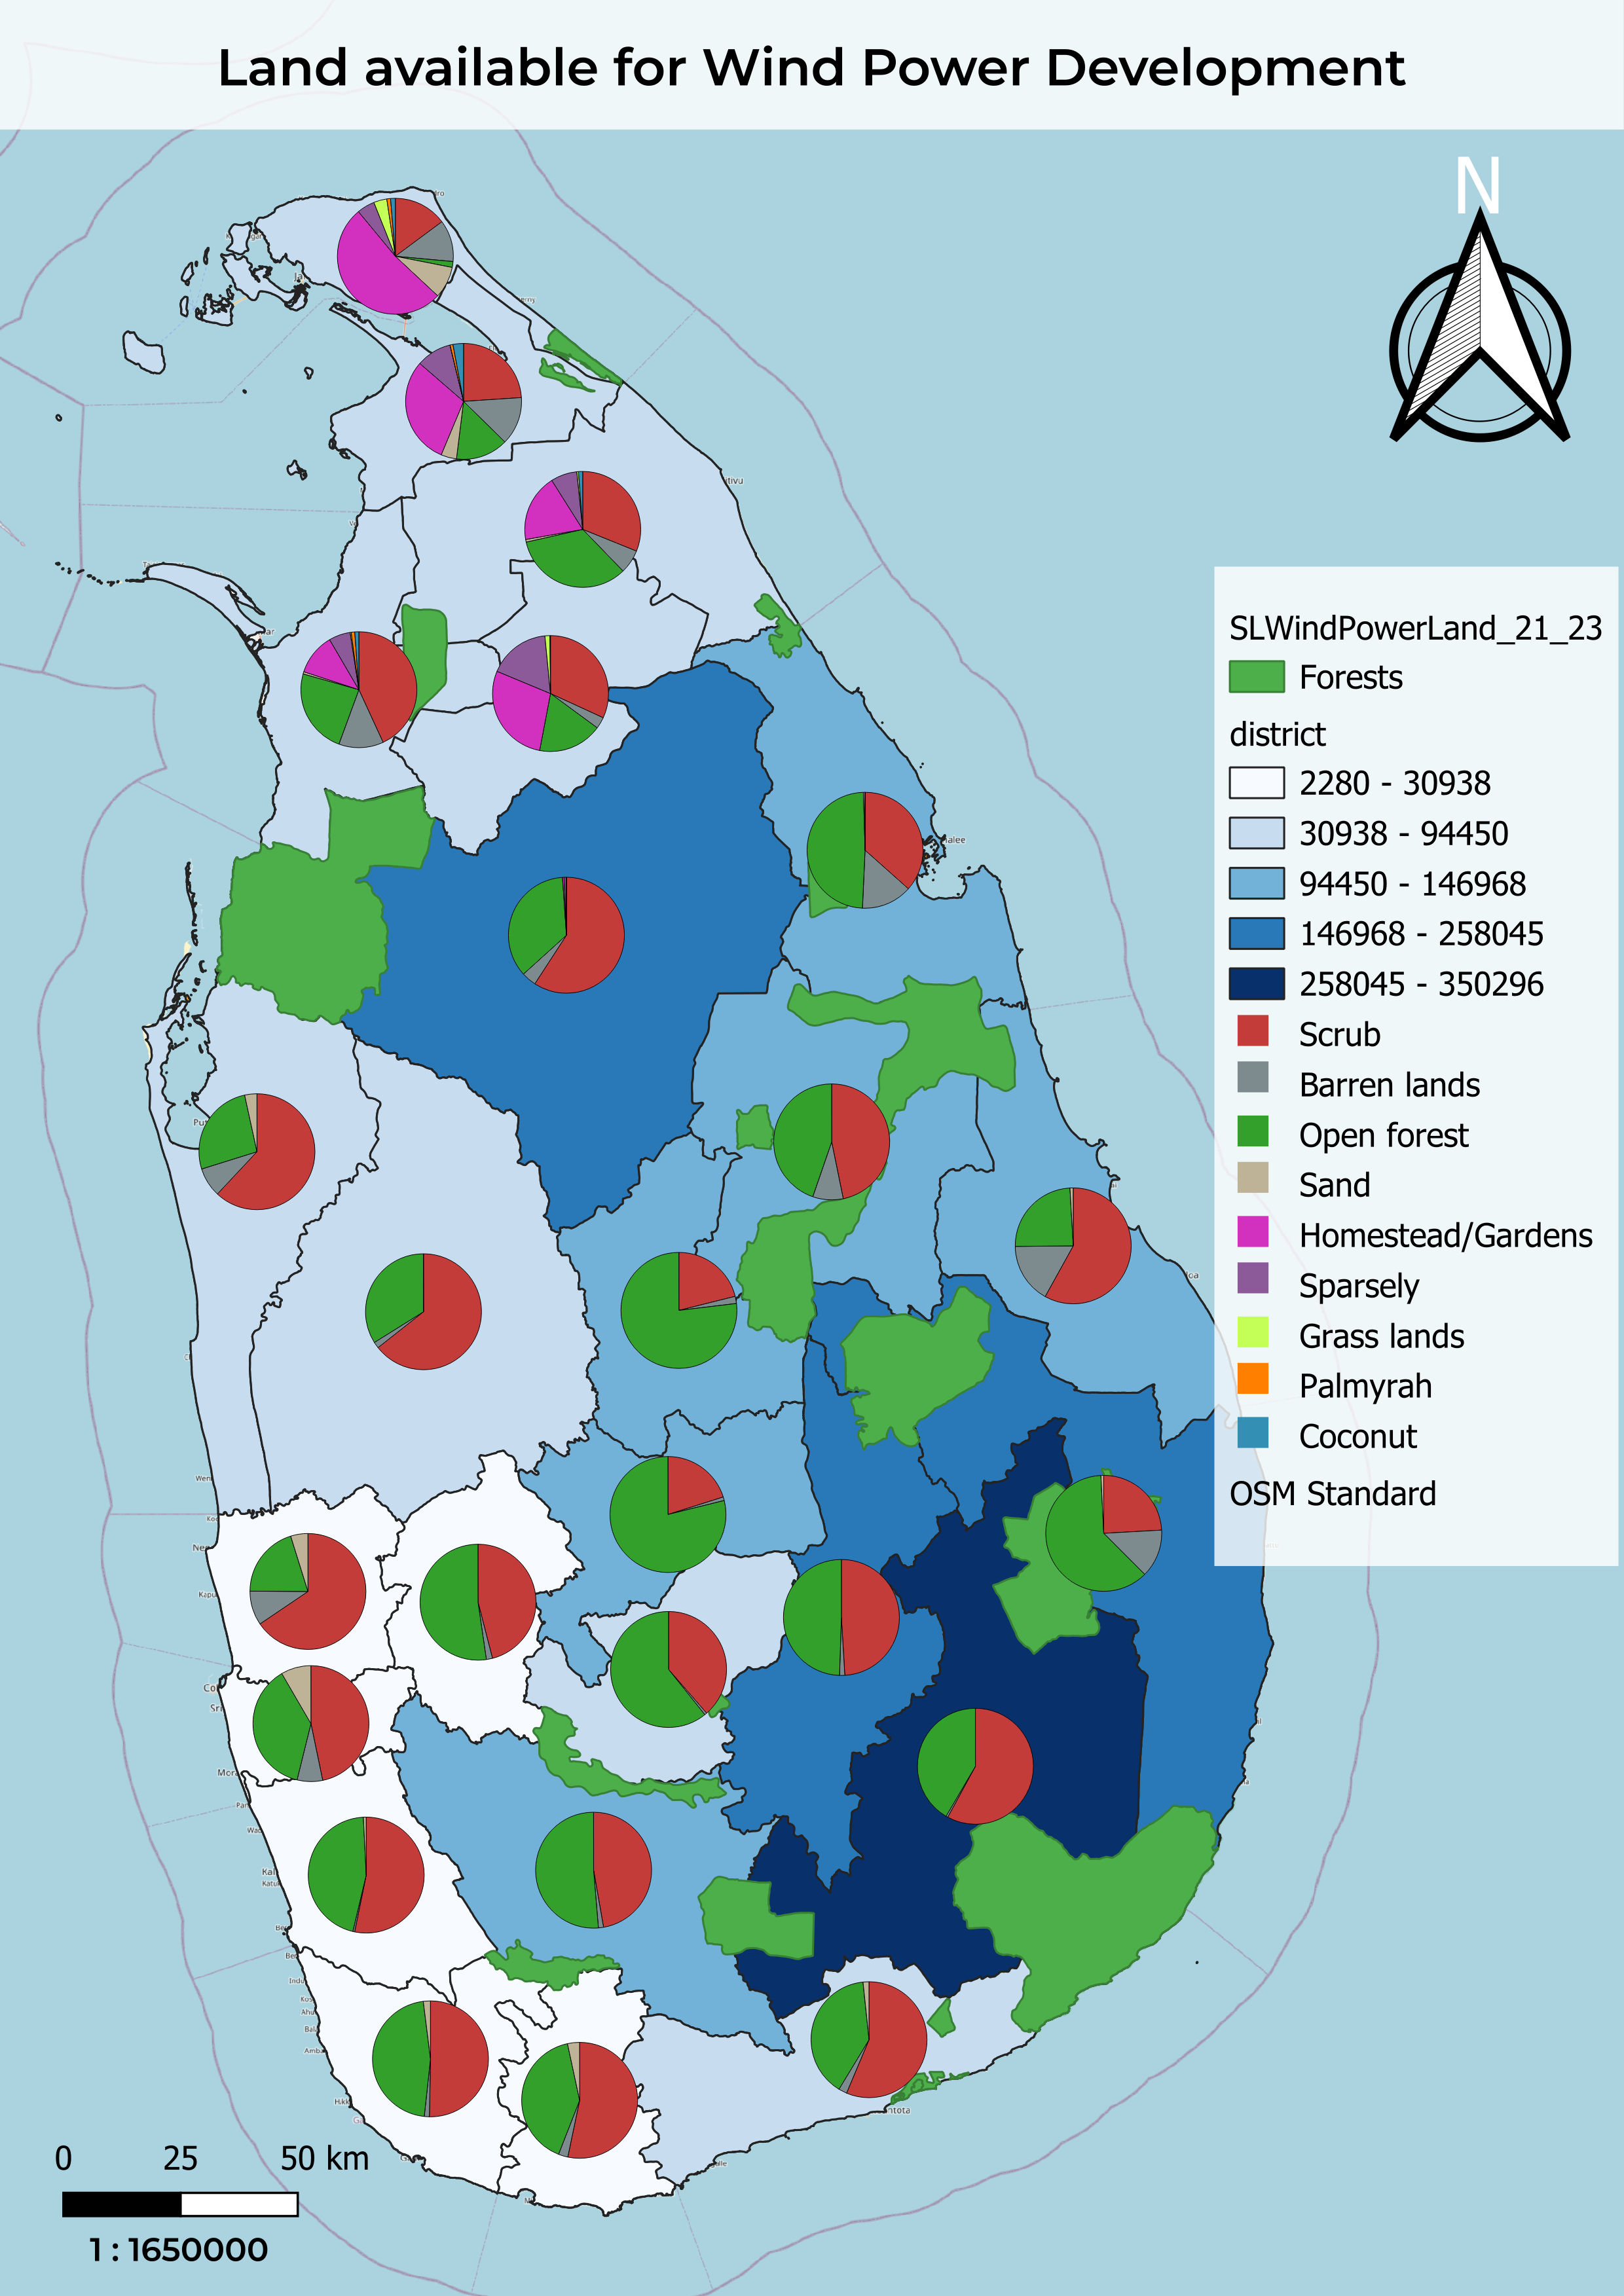 Land available for Wind Power Development
N
SLWindPowerLand_21_23
Forests
district
2280 - 30938
30938 - 94450
94450 - 146968
146968 - 258045
258045 - 350296
Scrub
Barren lands
Open forest
Sand
Homestead/Gardens
Sparsely
Grass lands
Palmyrah
Coconut
OSM Standard
0 25 50 km
1 : 1650000